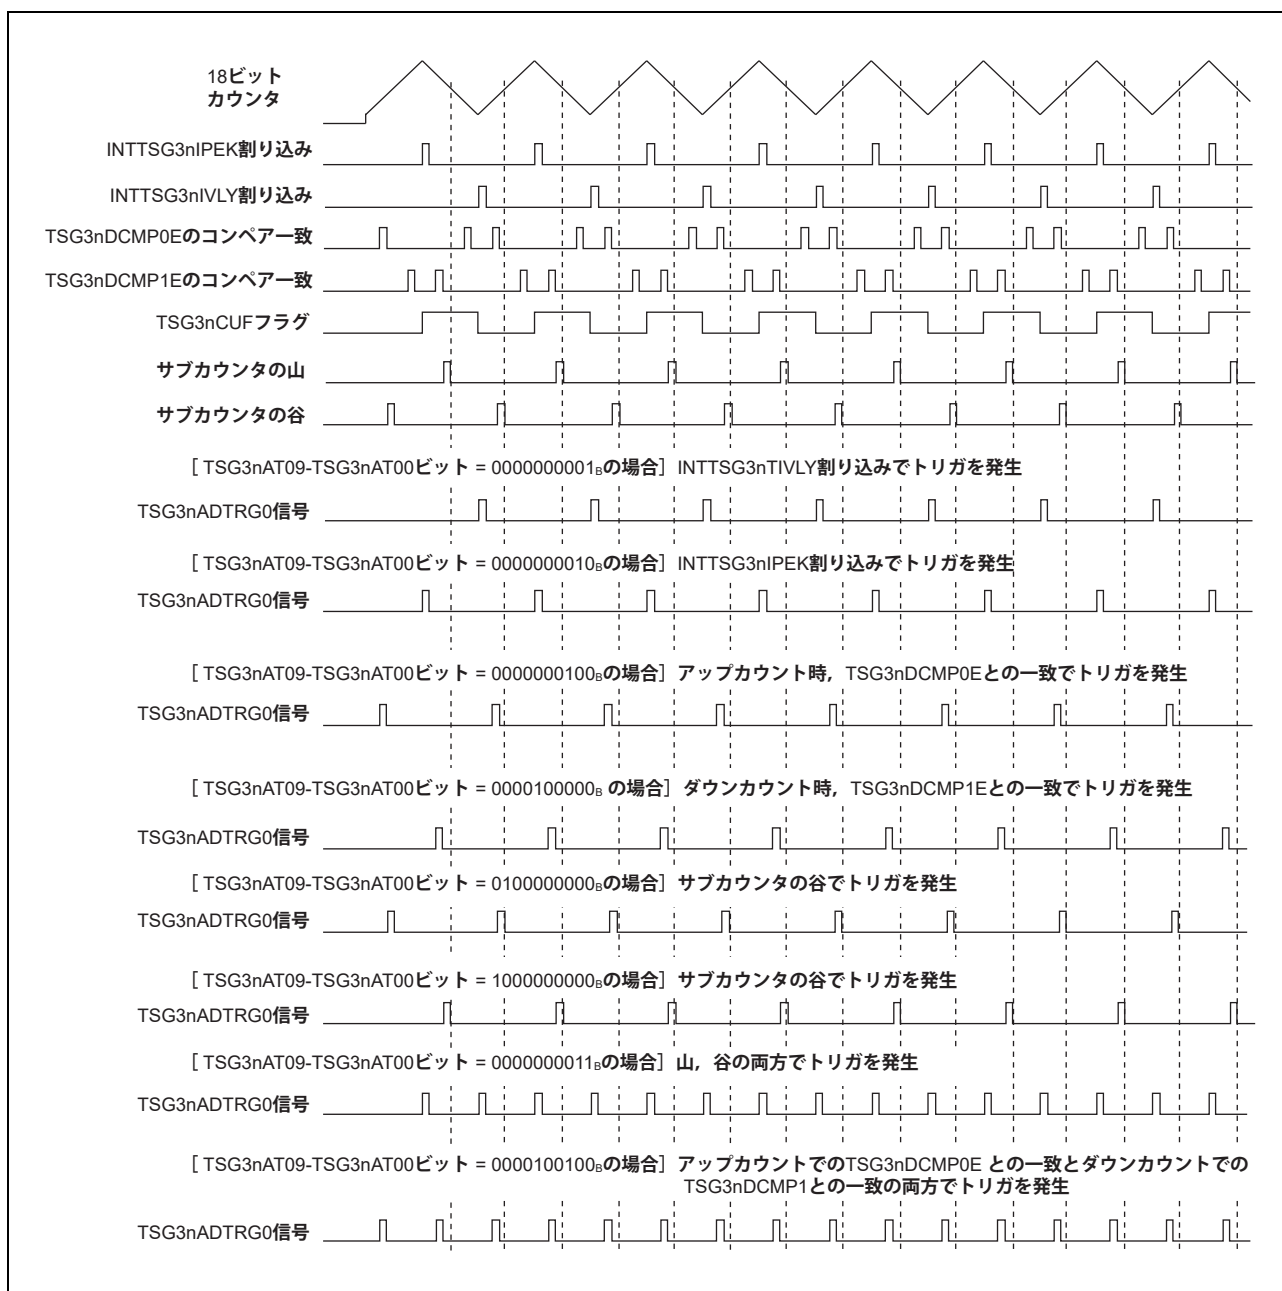 18ビット
カウンタ
INTTSG3nIPEK割り込み
INTTSG3nIVLY割り込み
TSG3nDCMP0Eのコンペア一致
TSG3nDCMP1Eのコンペア一致
TSG3nCUFフラグ
サブカウンタの山
サブカウンタの谷
[ TSG3nAT09-TSG3nAT00ビット = 0000000001Bの場合］INTTSG3nTIVLY割り込みでトリガを発生
TSG3nADTRG0信号
[ TSG3nAT09-TSG3nAT00ビット = 0000000010Bの場合］INTTSG3nIPEK割り込みでトリガを発生
TSG3nADTRG0信号
[ TSG3nAT09-TSG3nAT00ビット = 0000000100Bの場合］アップカウント時，TSG3nDCMP0Eとの一致でトリガを発生
TSG3nADTRG0信号
[ TSG3nAT09-TSG3nAT00ビット = 0000100000B の場合］ダウンカウント時，TSG3nDCMP1Eとの一致でトリガを発生
TSG3nADTRG0信号
[ TSG3nAT09-TSG3nAT00ビット = 0100000000Bの場合］サブカウンタの谷でトリガを発生
TSG3nADTRG0信号
[ TSG3nAT09-TSG3nAT00ビット = 1000000000Bの場合］サブカウンタの谷でトリガを発生
TSG3nADTRG0信号
[ TSG3nAT09-TSG3nAT00ビット = 0000000011Bの場合］山，谷の両方でトリガを発生
TSG3nADTRG0信号
[ TSG3nAT09-TSG3nAT00ビット = 0000100100Bの場合］アップカウントでのTSG3nDCMP0E との一致とダウンカウントでの
TSG3nDCMP1との一致の両方でトリガを発生
TSG3nADTRG0信号